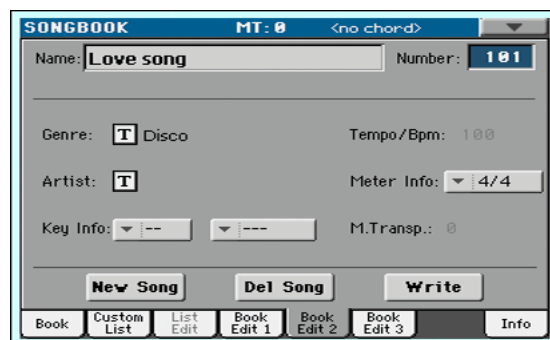 SONGBOOK MT: 0 <no chord>
Name: Love song Number: 101
Genre: T Disco Tempo/Bpm: 100
Artist: T Meter Info: 4/4
Key Info: -- --- M.Transp.: 0
New Song Del Song Write
Book Custom List List Edit Book Edit 1 Book Edit 2 Book Edit 3 Info